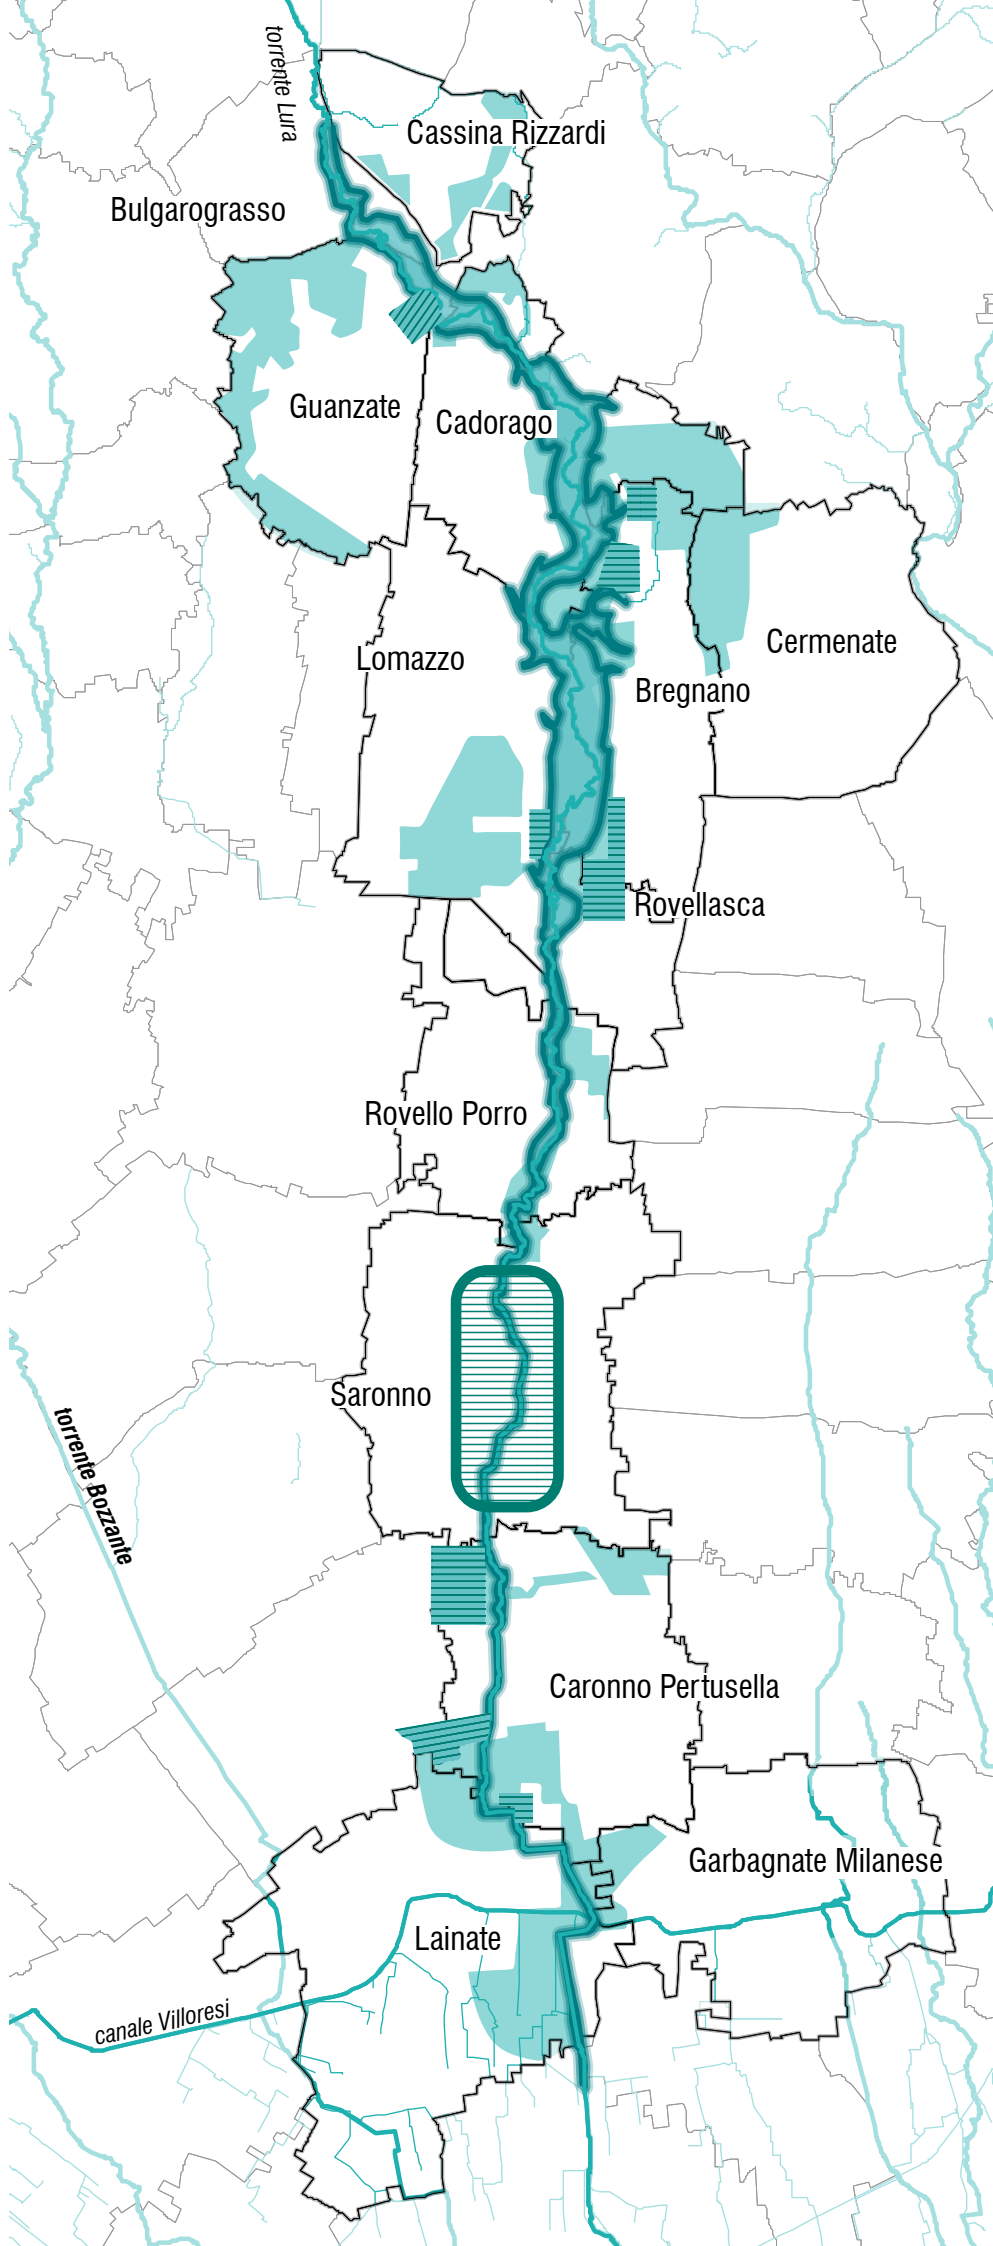 torrente Lura
Cassina Rizzardi
Bulgarograsso
Guanzate
Cadorago
Cermenate
Lomazzo
Bregnano
Rovellasca
Rovello Porro
Saronno
torrente Bozzante
Caronno Pertusella
Garbagnate Milanese
Lainate
canale Villoresi